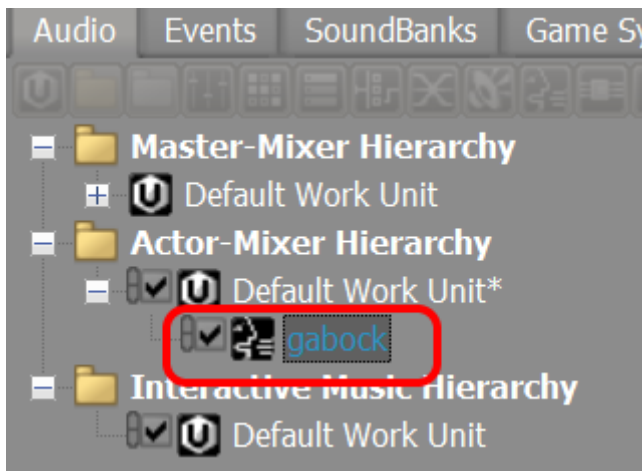 Audio Events SoundBanks Game Sy
Master-Mixer Hierarchy
Default Work Unit
Actor-Mixer Hierarchy
Default Work Unit*
gabock
Interactive Music Hierarchy
Default Work Unit